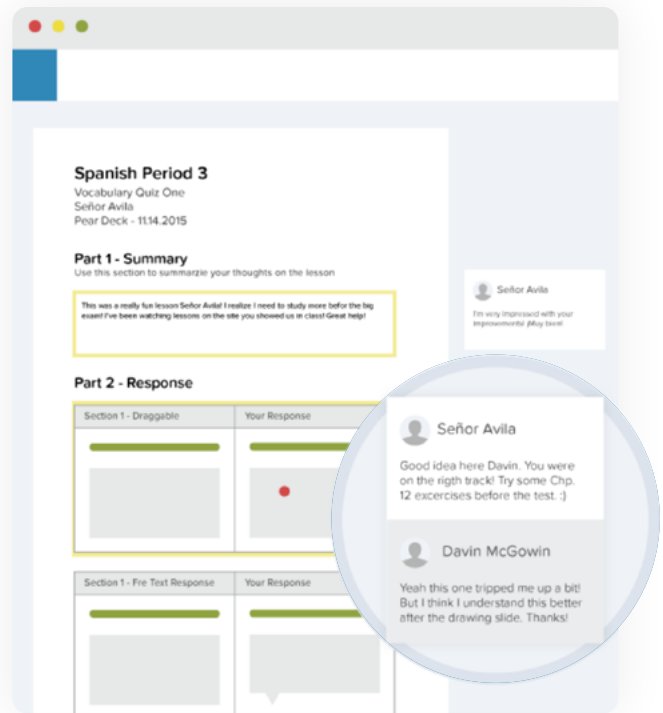 Spanish Period 3
Vocabulary Quiz One
Señor Avila
Pear Deck - 11.14.2015
Part 1 - Summary
Use this section to summarzie your thoughts on the lesson
This was a really fun lesson Señor Avila! I realize I need to study more befor the big
exam! I've been watching lessons on the site you showed us in class! Great help!
Señor Avila
I'm very impressed with your
improvements! ¡Muy bien!
Part 2 - Response
Section 1 - Draggable
Your Response
Señor Avila
Good idea here Davin. You were
on the rigth track! Try some Chp.
12 excercises before the test. :)
Davin McGowin
Yeah this one tripped me up a bit!
But I think I understand this better
after the drawing slide. Thanks!
Section 1 - Fre Text Response
Your Response